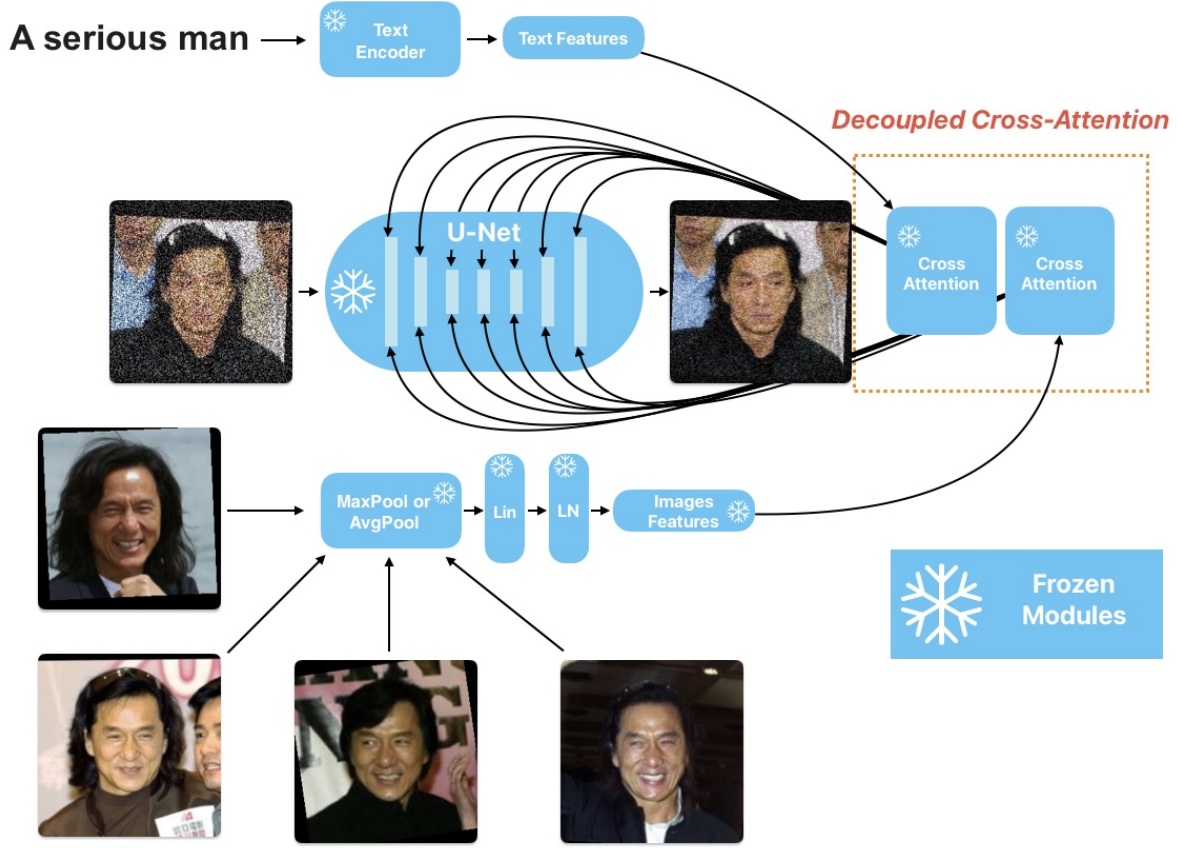 A serious man
Text
Encoder
Text Features
Decoupled Cross-Attention
U-Net
Cross
Attention
Cross
Attention
MaxPool or
AvgPool
Lin
LN
Images
Features
Frozen
Modules